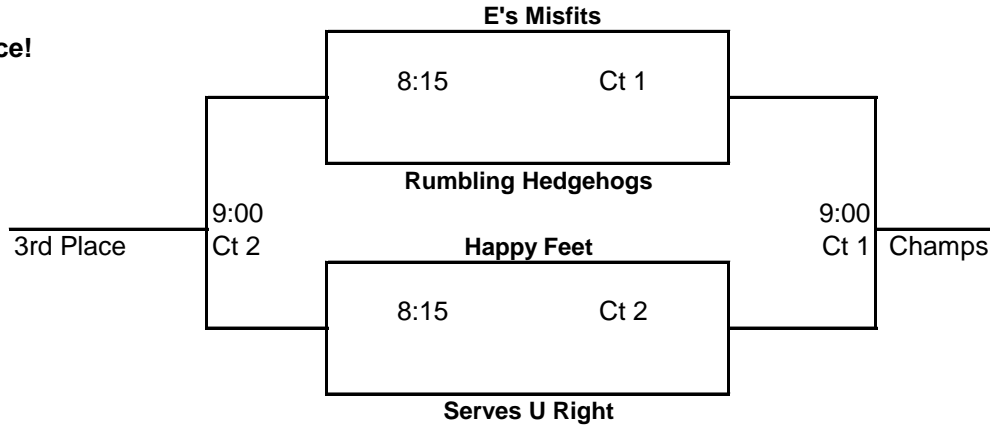 E's Misfits
ce!
8:15 Ct 1
Rumbling Hedgehogs
9:00 9:00
3rd Place Ct 2 Happy Feet Ct 1 Champs
8:15 Ct 2
Serves U Right